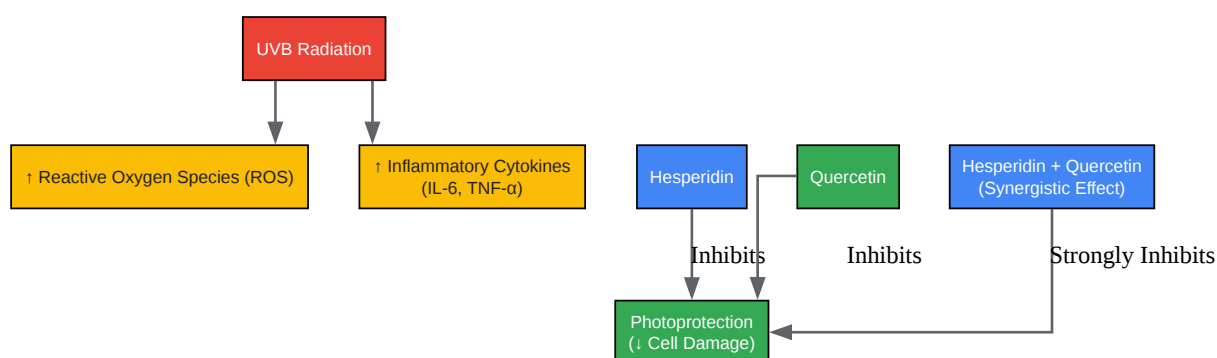 UVB Radiation
↑ Reactive Oxygen Species (ROS)
↑ Inflammatory Cytokines
(IL-6, TNF-α)
Hesperidin
Quercetin
Hesperidin + Quercetin
(Synergistic Effect)
Inhibits
Inhibits
Strongly Inhibits
Photoprotection
(↓ Cell Damage)